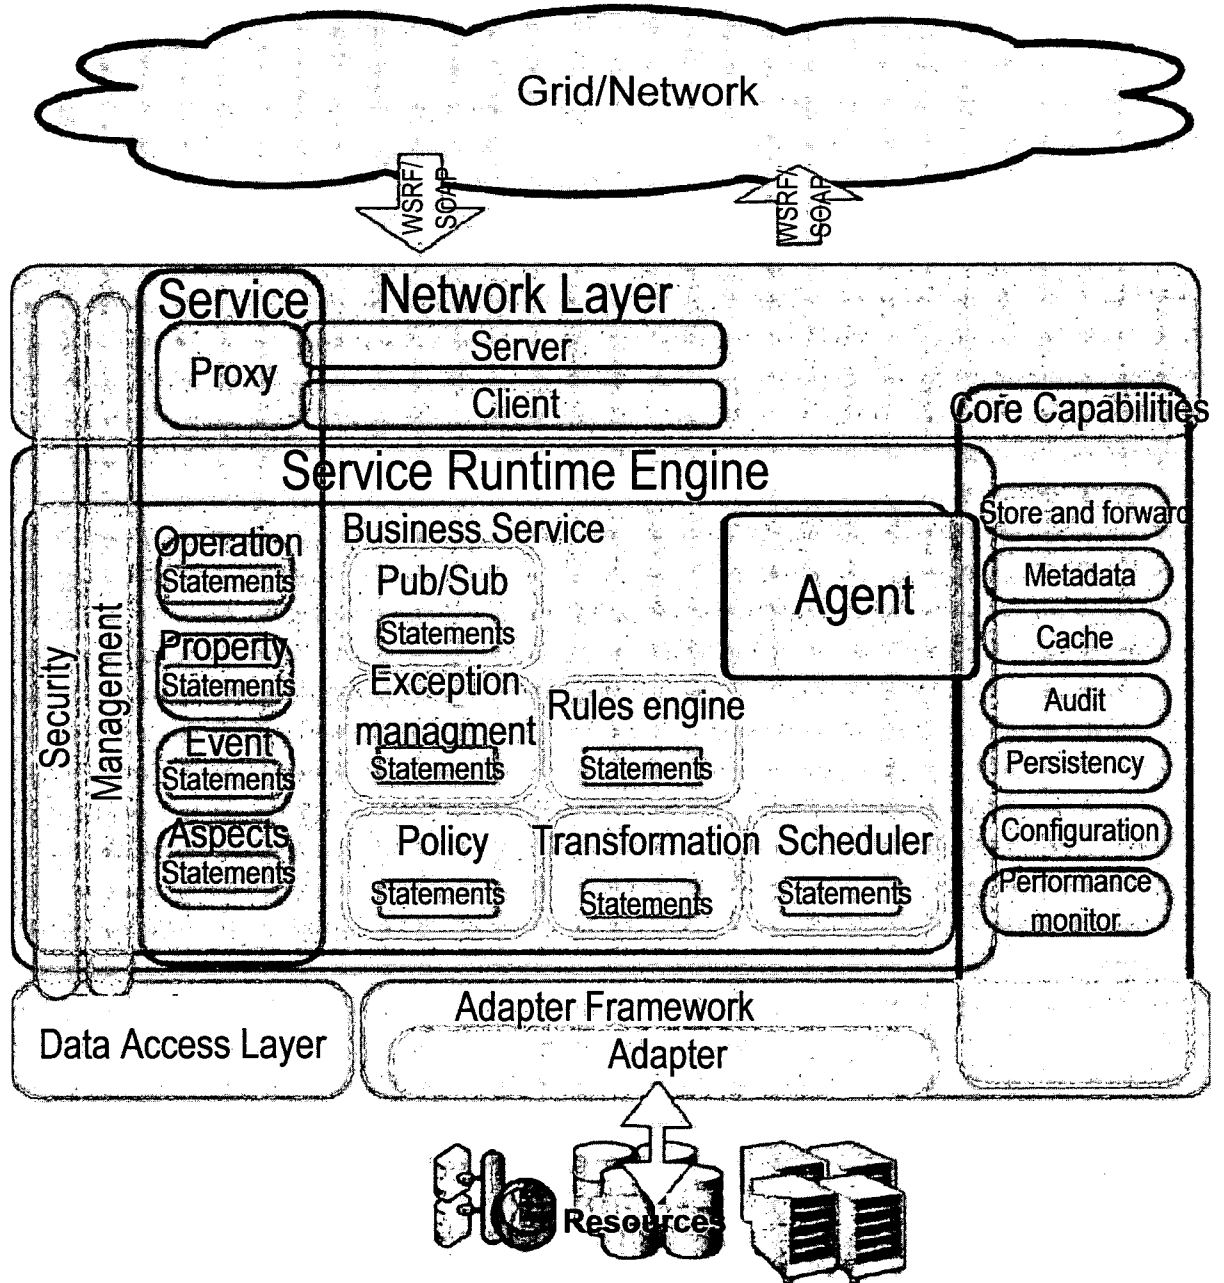 Grid/Network
WSRF/
SOAP
WSRF/
SOAP
Service
Network Layer
Server
Proxy
Client
Core Capabilities
Service Runtime Engine
Security
Management
Operation
Statements
Property
Statements
Event
Statements
Aspects
Statements
Business Service
Pub/Sub
Statements
Exception
managment
Statements
Rules engine
Statements
Policy
Statements
Transformation
Statements
Scheduler
Statements
Agent
Store and forward
Metadata
Cache
Audit
Persistency
Configuration
Performance
monitor
Data Access Layer
Adapter Framework
Adapter
Resources